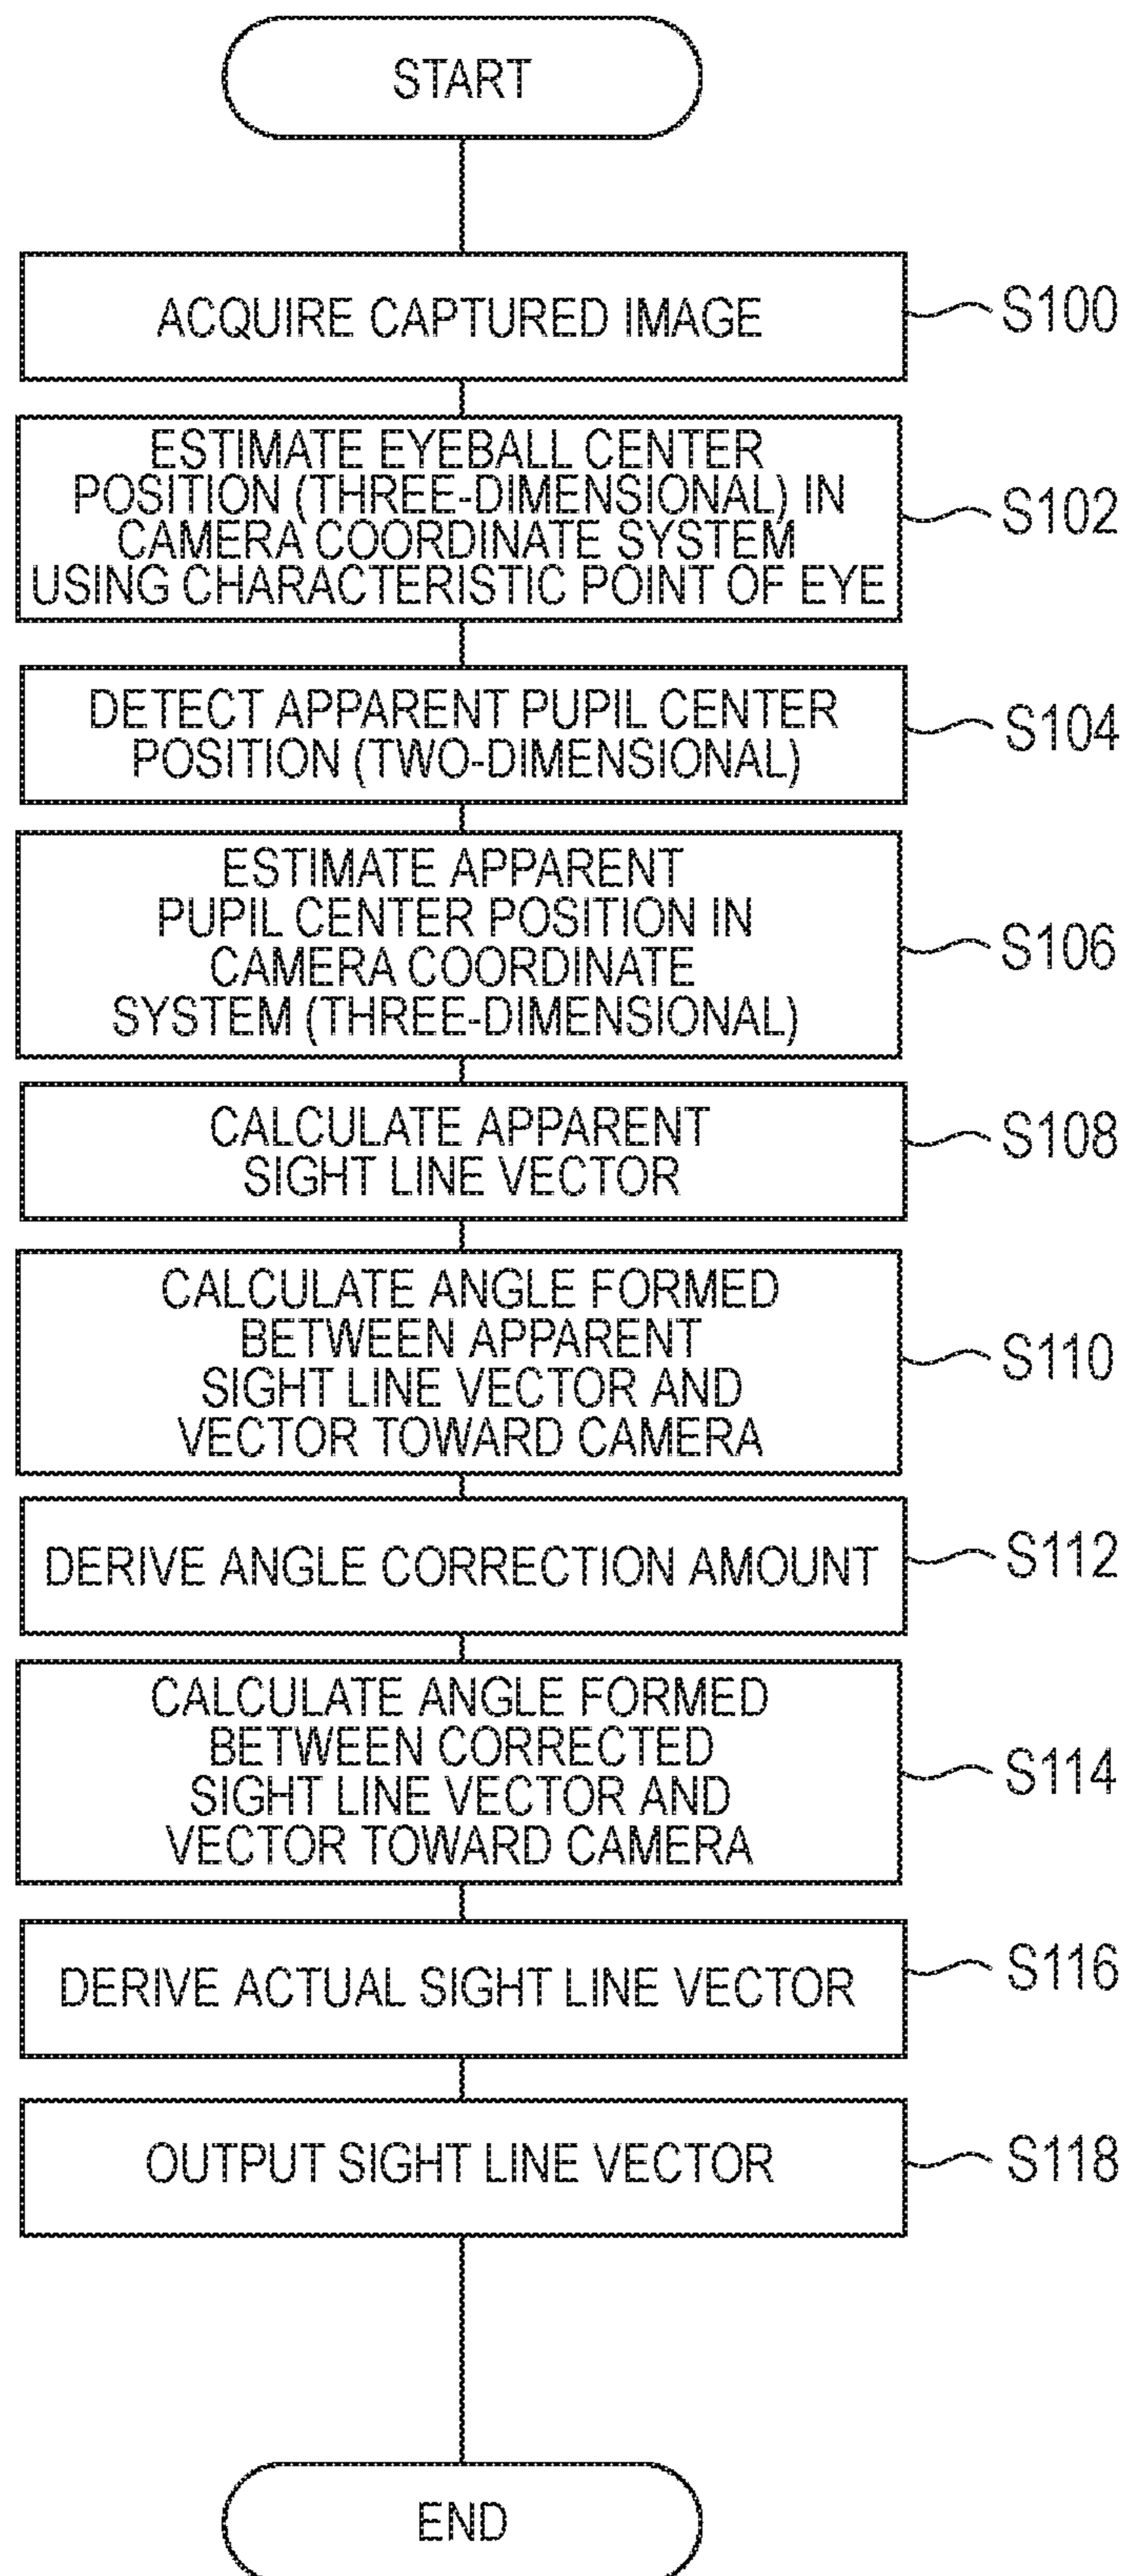 START
ACQUIRE CAPTURED IMAGE
S100
ESTIMATE EYEBALL CENTER
POSITION (THREE-DIMENSIONAL) IN
CAMERA COORDINATE SYSTEM
USING CHARACTERISTIC POINT OF EYE
S102
DETECT APPARENT PUPIL CENTER
POSITION (TWO-DIMENSIONAL)
S104
ESTIMATE APPARENT
PUPIL CENTER POSITION IN
CAMERA COORDINATE
SYSTEM (THREE-DIMENSIONAL)
S106
CALCULATE APPARENT
SIGHT LINE VECTOR
S108
CALCULATE ANGLE FORMED
BETWEEN APPARENT
SIGHT LINE VECTOR AND
VECTOR TOWARD CAMERA
S110
DERIVE ANGLE CORRECTION AMOUNT
S112
CALCULATE ANGLE FORMED
BETWEEN CORRECTED
SIGHT LINE VECTOR AND
VECTOR TOWARD CAMERA
S114
DERIVE ACTUAL SIGHT LINE VECTOR
S116
OUTPUT SIGHT LINE VECTOR
S118
END